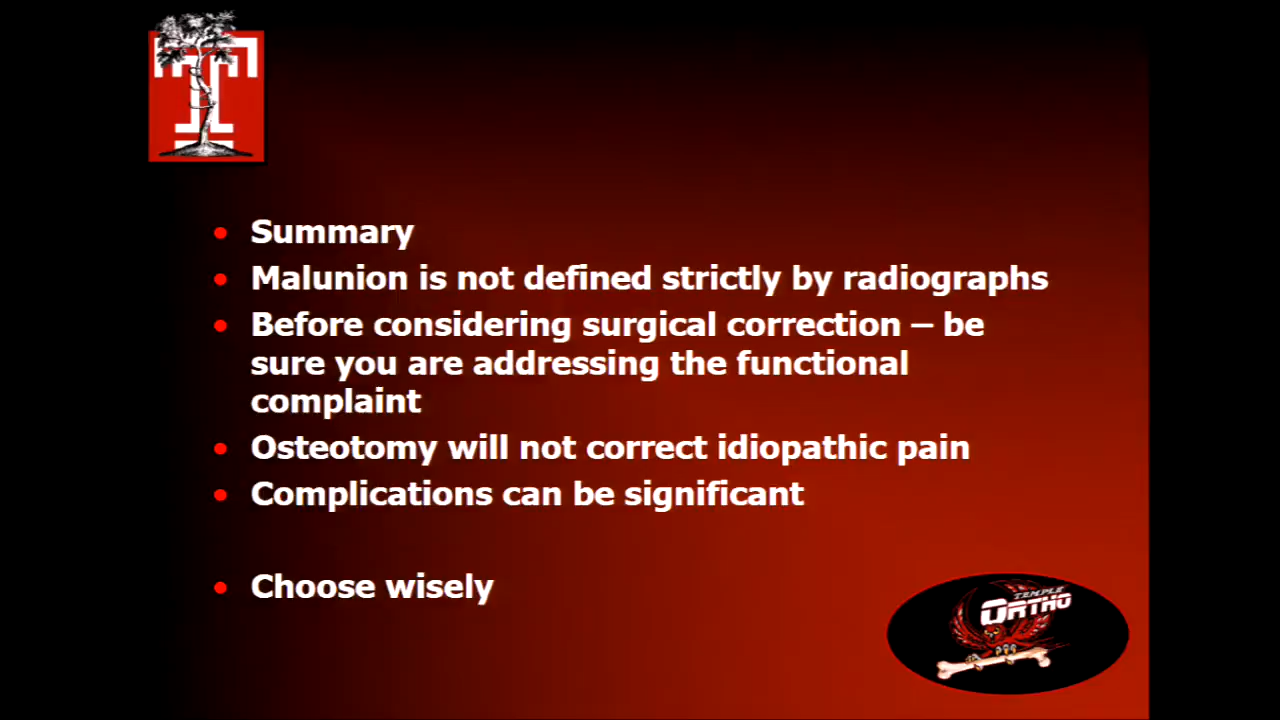 Summary
Malunion is not defined strictly by radiographs
Before considering surgical correction – be
sure you are addressing the functional
complaint
Osteotomy will not correct idiopathic pain
Complications can be significant
Choose wisely
TEMPLE
ORTHO